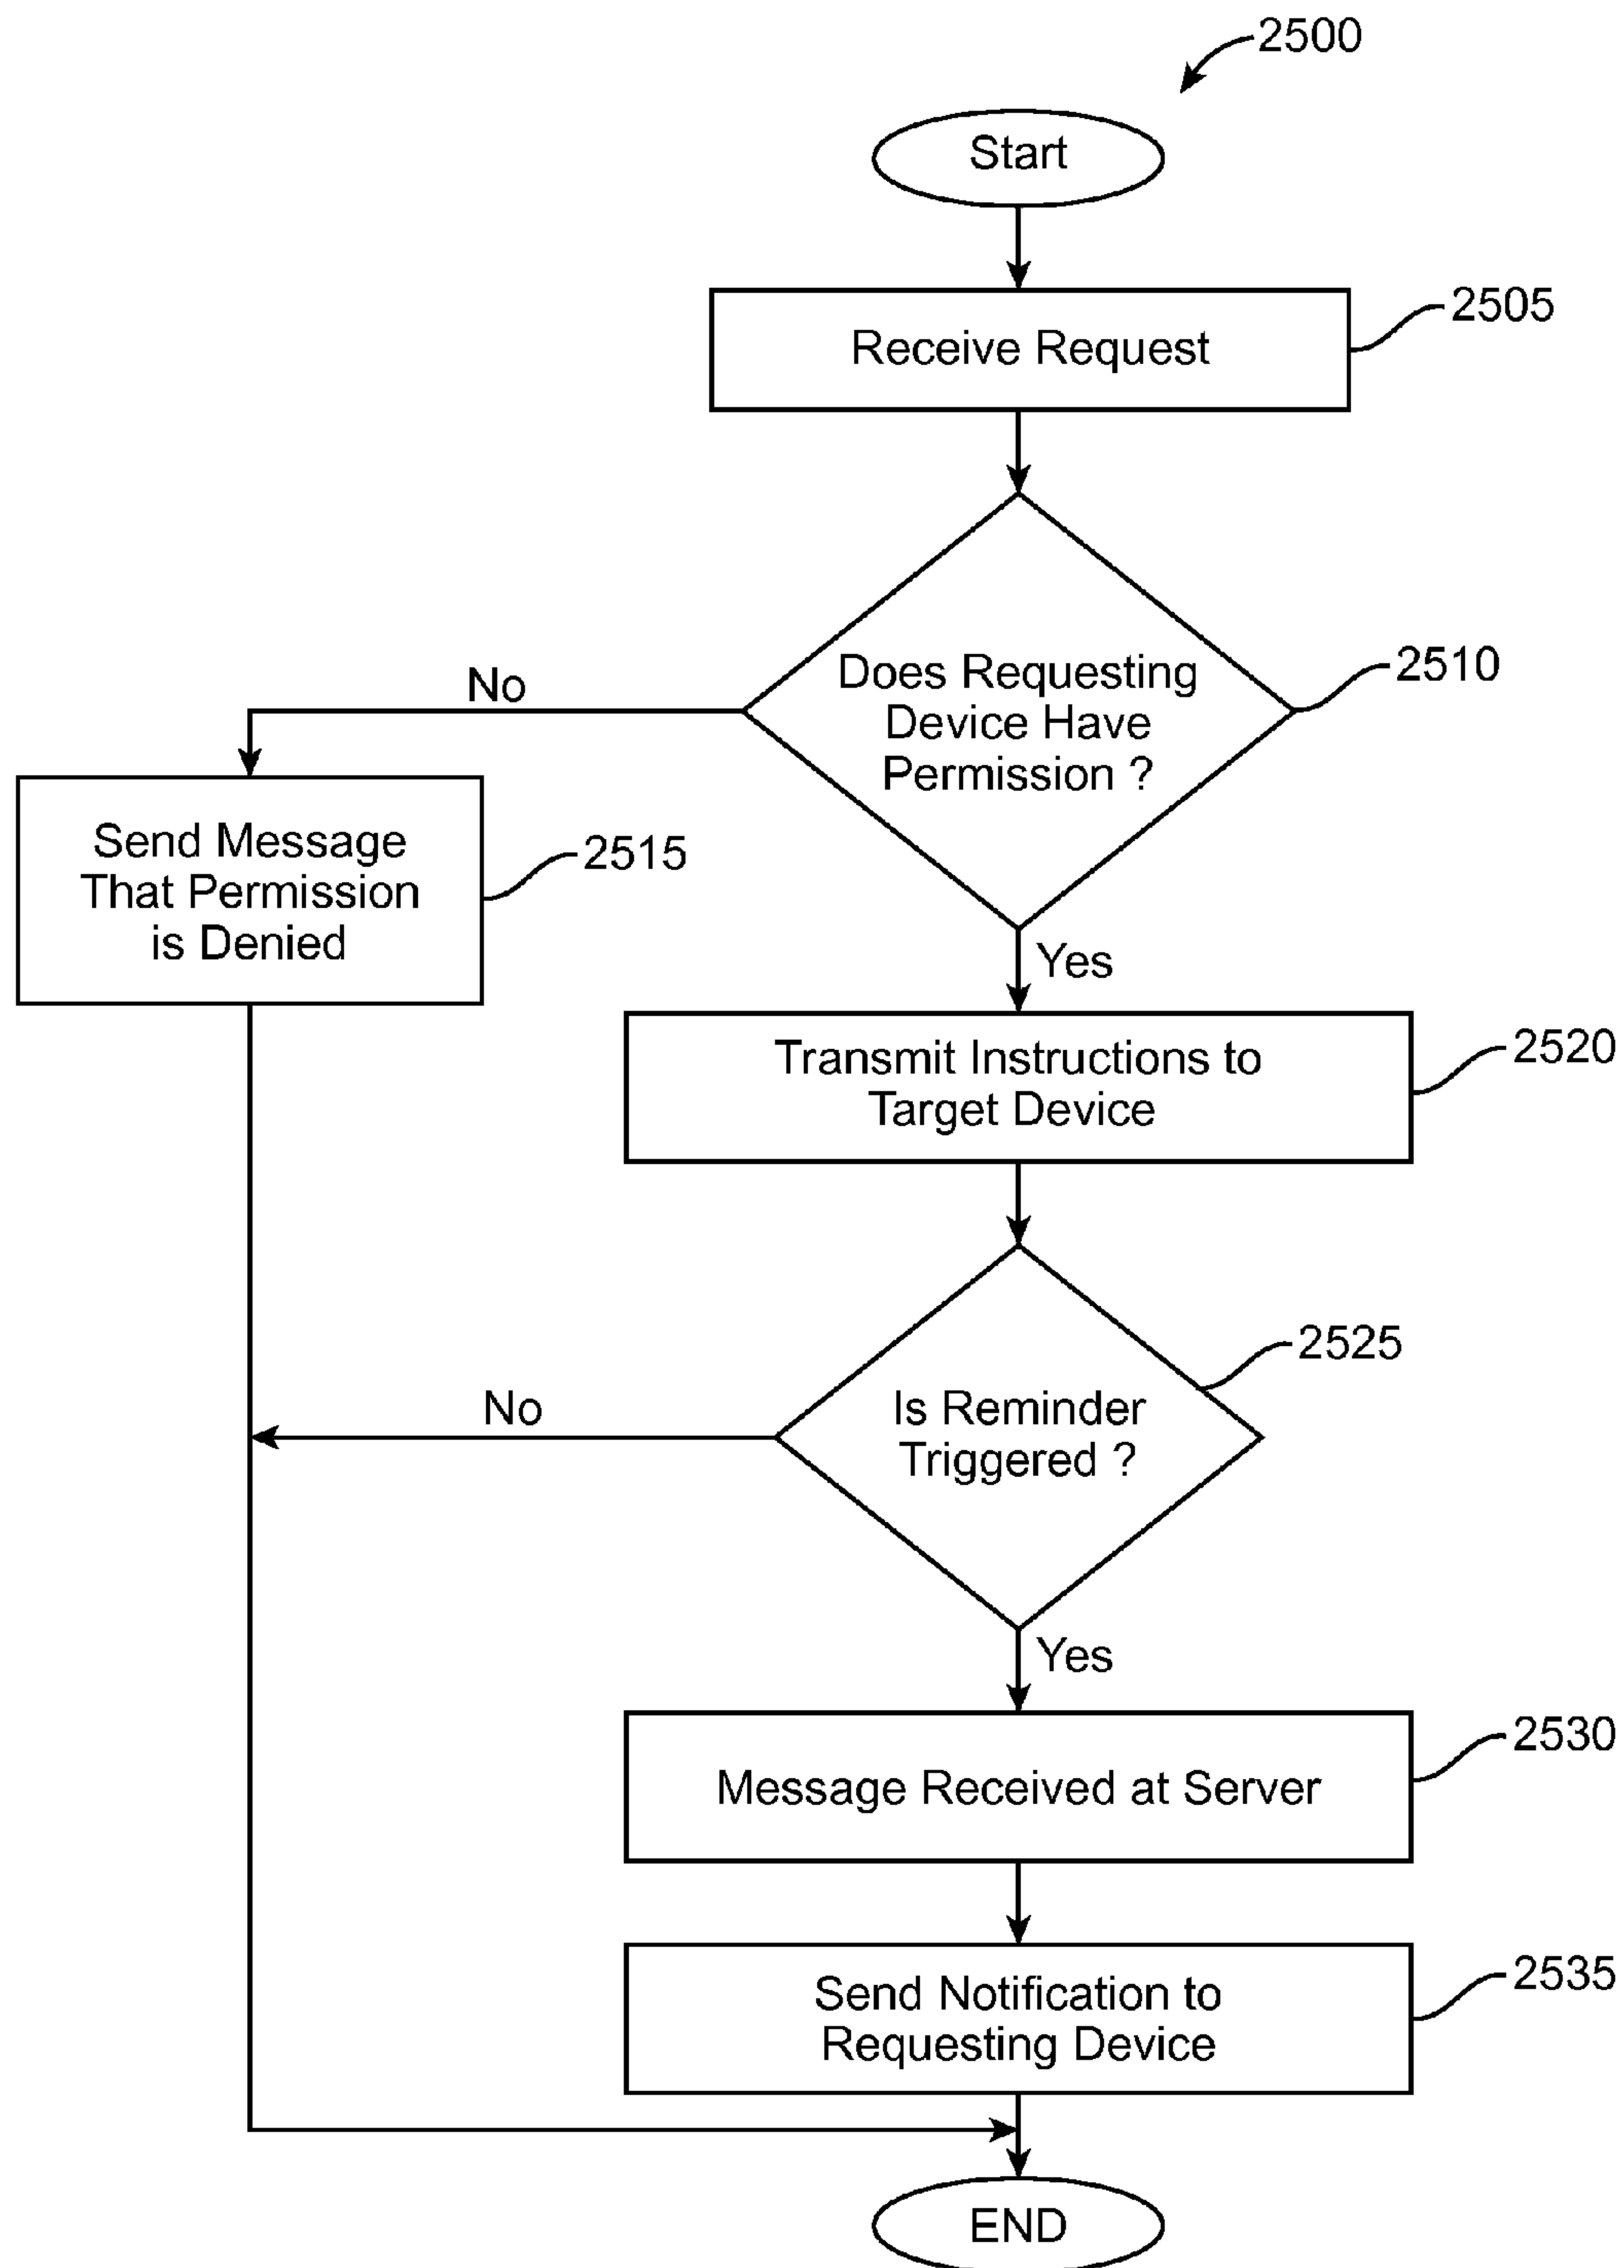 2500
Start
2505
Receive Request
2510
Does Requesting
Device Have
Permission ?
No
2515
Send Message
That Permission
is Denied
Yes
2520
Transmit Instructions to
Target Device
2525
Is Reminder
Triggered ?
No
Yes
2530
Message Received at Server
2535
Send Notification to
Requesting Device
END